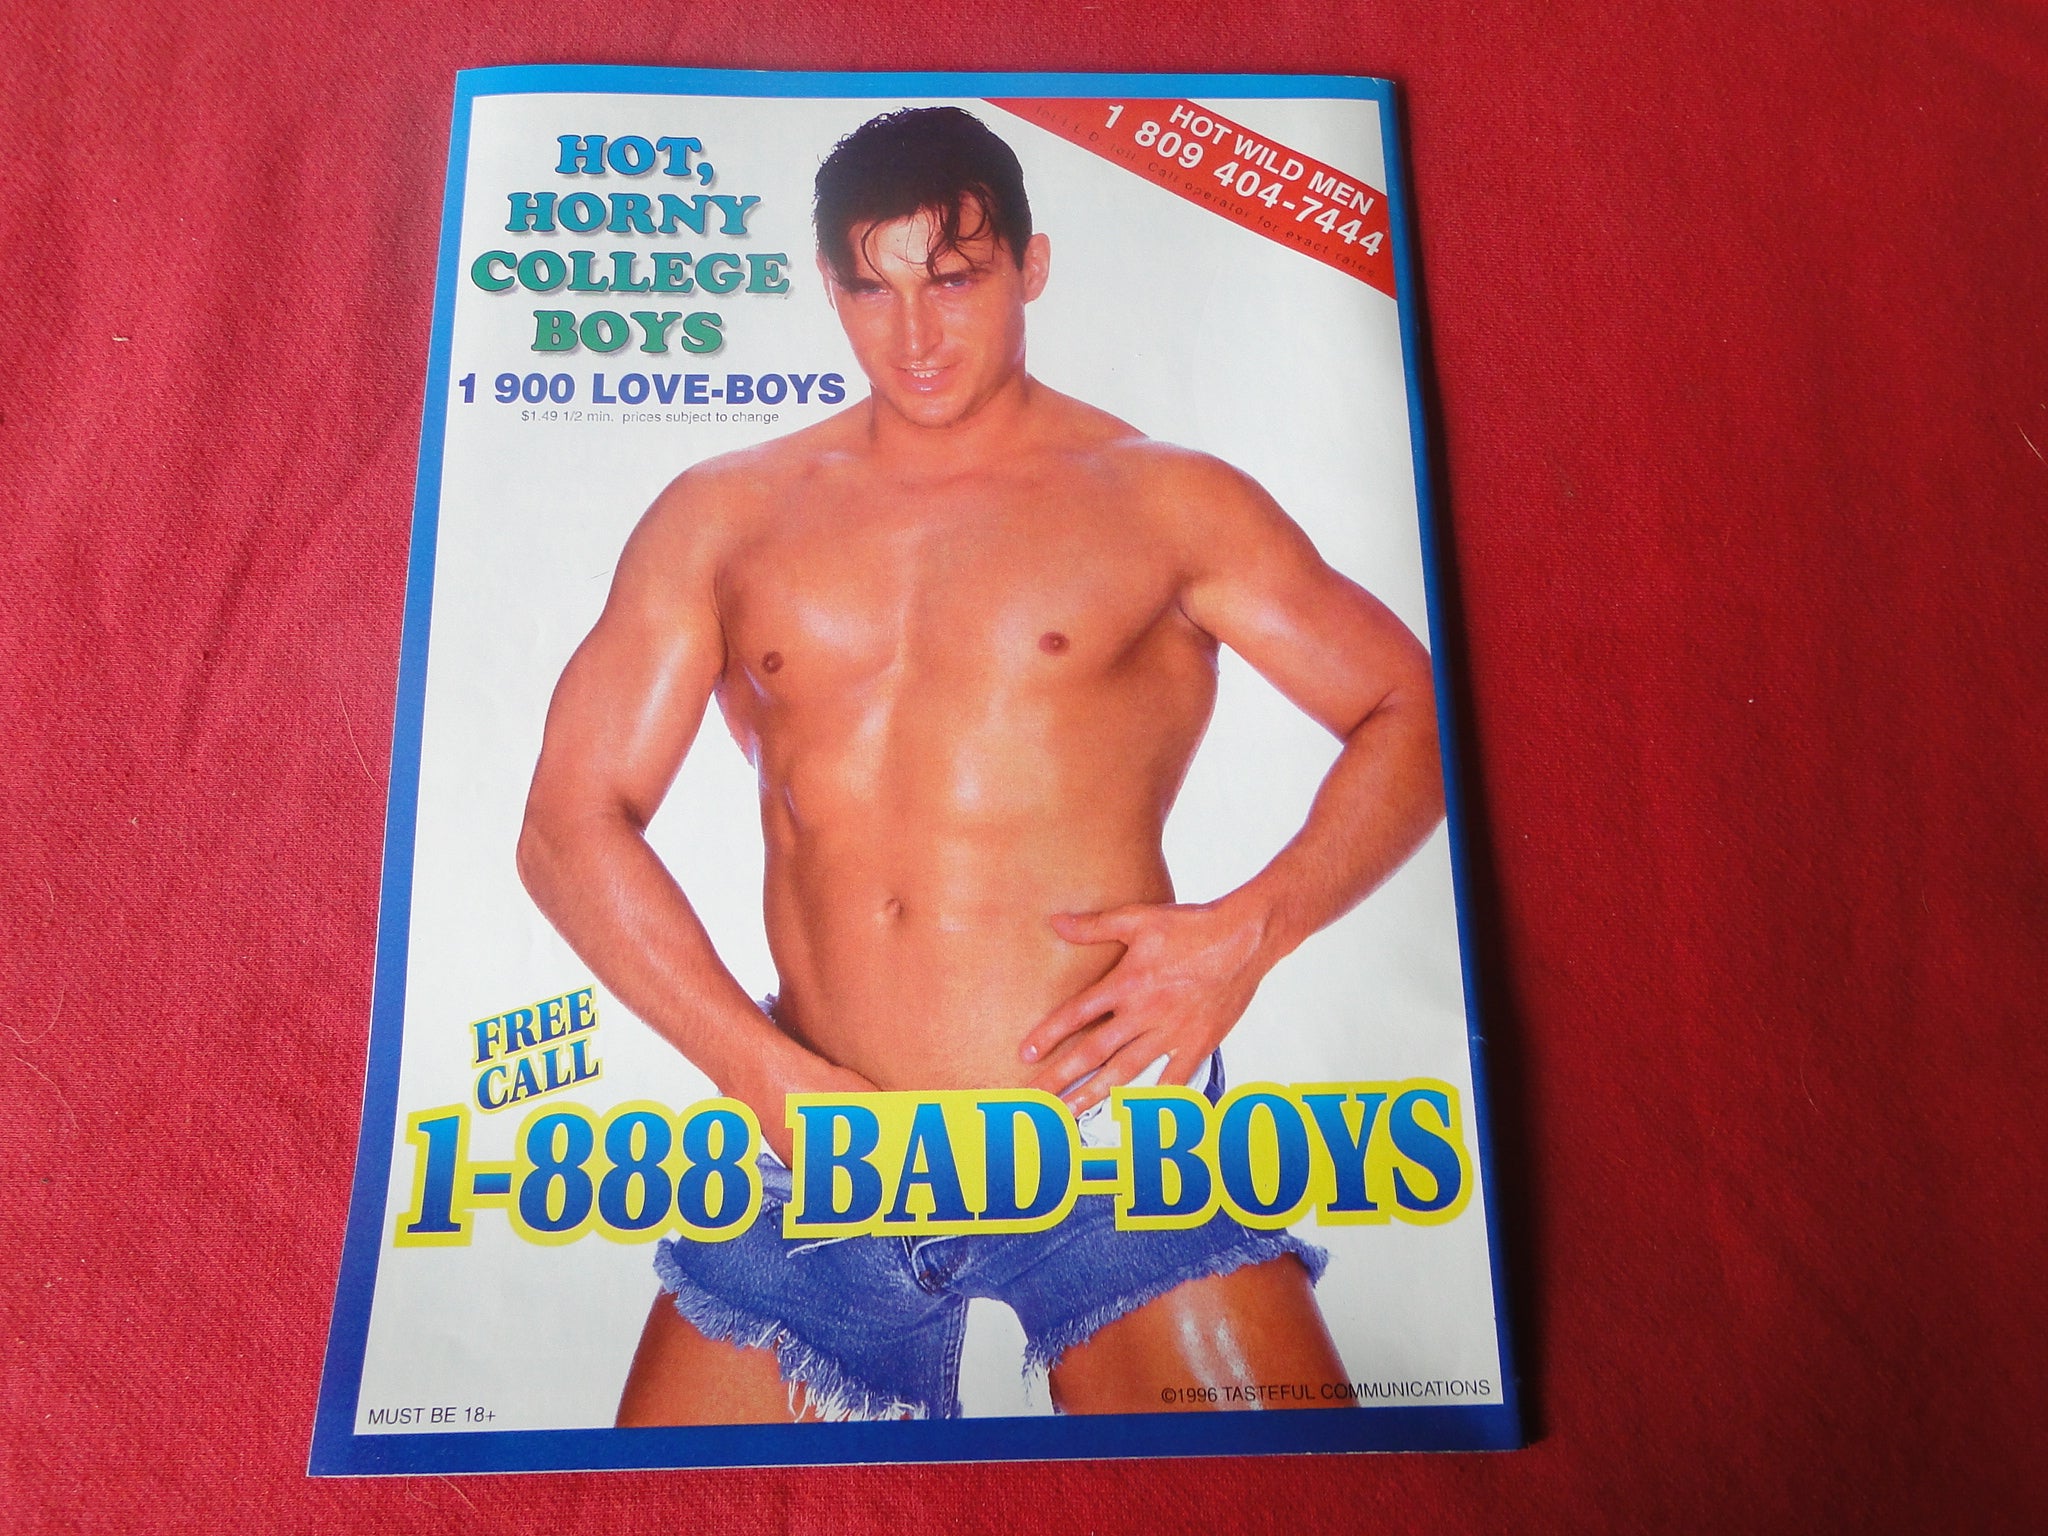 HOT,
HORNY
COLLEGE
BOYS
1 900 LOVE-BOYS
$1.49 1/2 min. prices subject to change
HOT WILD MEN
1 809 404-7444
toll. Call operator for exact rates
FREE
CALL
1-888 BAD-BOYS
MUST BE 18+
©1996 TASTEFUL COMMUNICATIONS